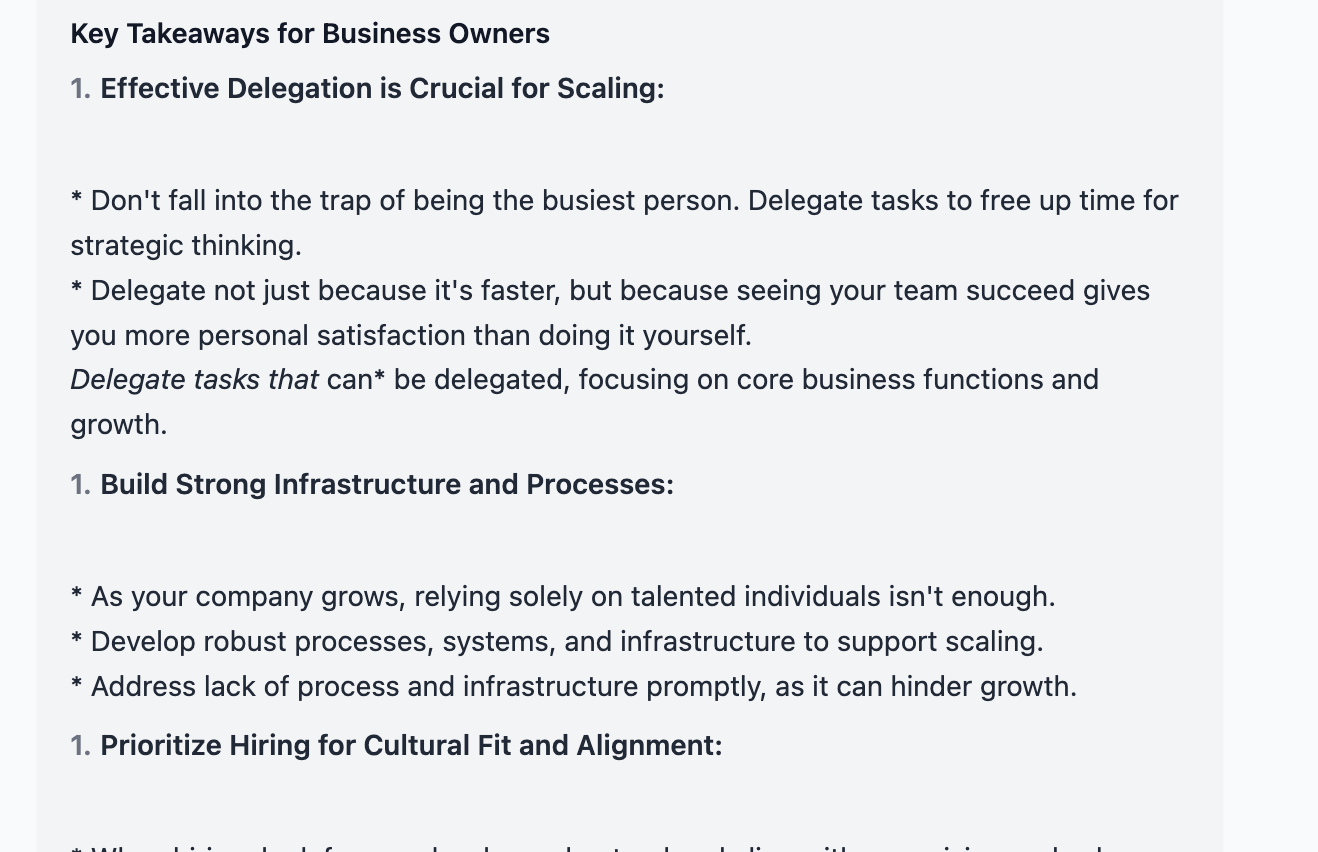 Key Takeaways for Business Owners
1. Effective Delegation is Crucial for Scaling:
* Don't fall into the trap of being the busiest person. Delegate tasks to free up time for
strategic thinking.
* Delegate not just because it's faster, but because seeing your team succeed gives
you more personal satisfaction than doing it yourself.
Delegate tasks that can* be delegated, focusing on core business functions and
growth.
1. Build Strong Infrastructure and Processes:
* As your company grows, relying solely on talented individuals isn't enough.
* Develop robust processes, systems, and infrastructure to support scaling.
* Address lack of process and infrastructure promptly, as it can hinder growth.
1. Prioritize Hiring for Cultural Fit and Alignment: